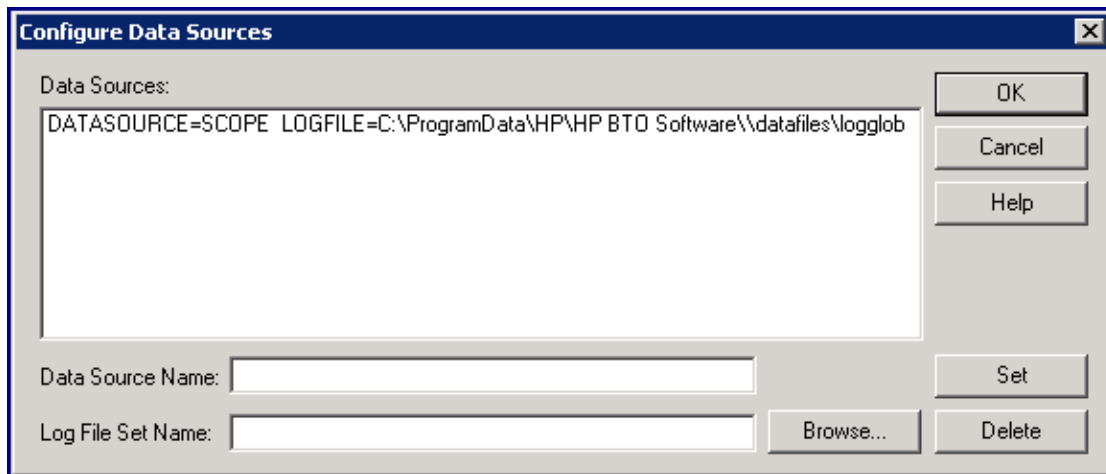 Configure Data Sources
Data Sources:
OK
DATASOURCE=SCOPE LOGFILE=C:\ProgramData\HP\HP BTO Software\\datafiles\logglob
Cancel
Help
Data Source Name:
Set
Log File Set Name:
Browse...
Delete